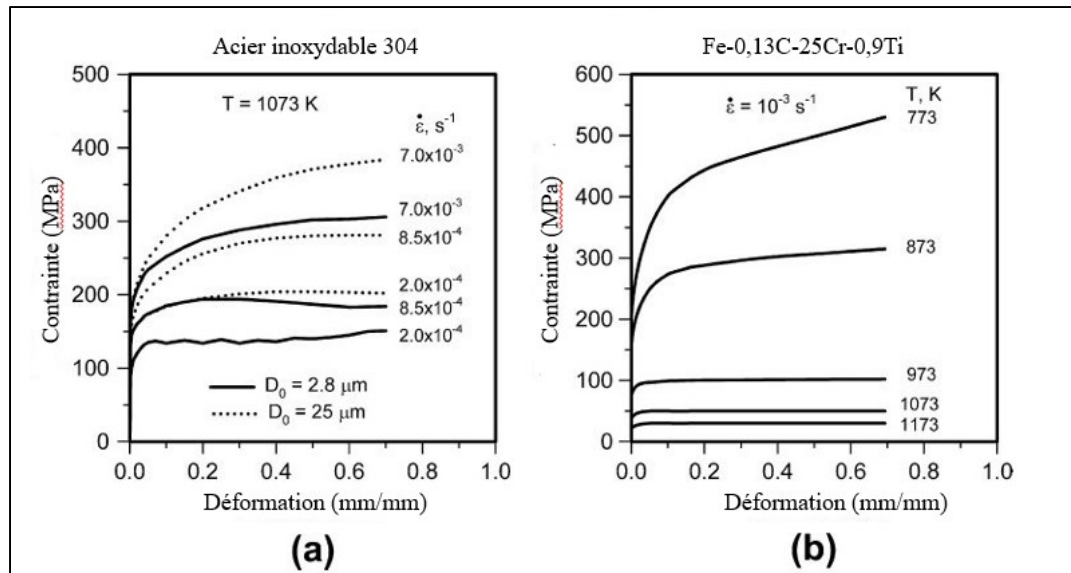 Acier inoxydable 304
500
400
300
200
100
0
Contrainte (MPa)
T = 1073 K
ε̇, s⁻¹
7.0x10⁻³
7.0x10⁻³
8.5x10⁻⁴
2.0x10⁻⁴
8.5x10⁻⁴
2.0x10⁻⁴
D₀ = 2.8 μm
D₀ = 25 μm
0.0 0.2 0.4 0.6 0.8 1.0
Déformation (mm/mm)
(a)
Fe-0,13C-25Cr-0,9Ti
600
500
400
300
200
100
0
Contrainte (MPa)
ε̇ = 10⁻³ s⁻¹
T, K
773
873
973
1073
1173
0.0 0.2 0.4 0.6 0.8 1.0
Déformation (mm/mm)
(b)